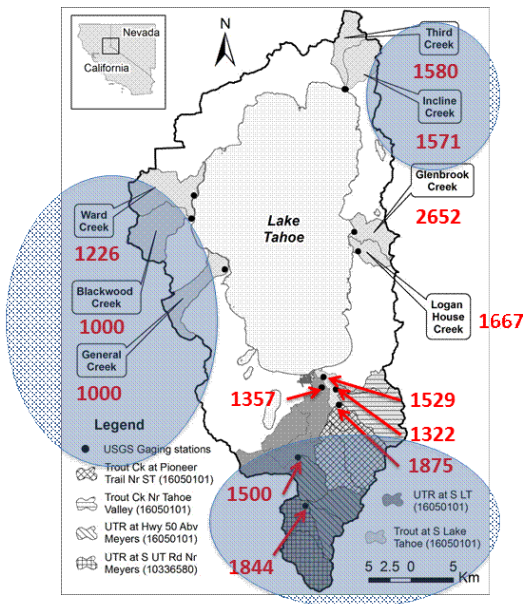 Nevada
California
N
Third
Creek
1580
Incline
Creek
1571
Glenbrook
Creek
2652
Ward
Creek
1226
Lake
Tahoe
Blackwood
Creek
1000
Logan
House
Creek
1667
General
Creek
1000
1357
1529
1322
1875
1500
1844
Legend
USGS Gaging stations
Trout Ck at Pioneer
Trail Nr ST (16050101)
Trout Ck Nr Tahoe
Valley (16050101)
UTR at Hwy 50 Abv
Meyers (16050101)
UTR at S UT Rd Nr
Meyers (10336580)
UTR at S LT
(16050101)
Trout at S Lake
Tahoe (16050101)
5 2.5 0 5
Km